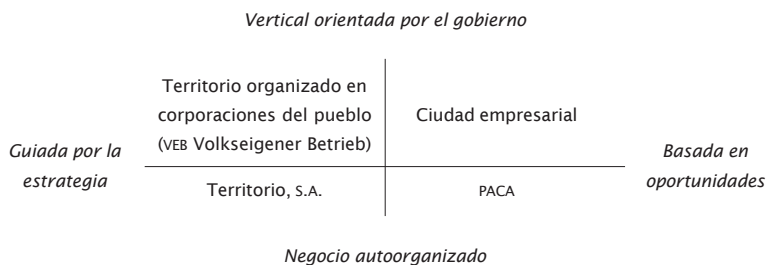 Vertical orientada por el gobierno
Territorio organizado en
corporaciones del pueblo
(VEB Volkseigener Betrieb)
Ciudad empresarial
Guiada por la
estrategia
Basada en
oportunidades
Territorio, S.A.
PACA
Negocio autoorganizado